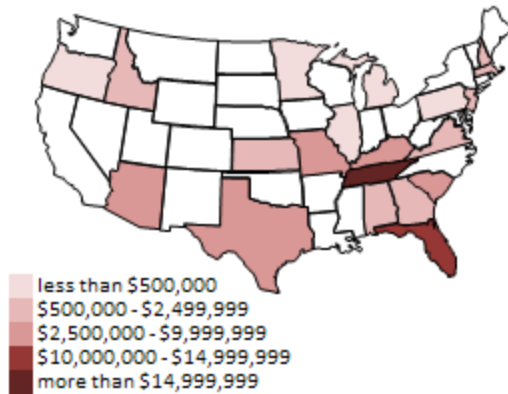 less than $500,000
$500,000 - $2,499,999
$2,500,000 - $9,999,999
$10,000,000 - $14,999,999
more than $14,999,999